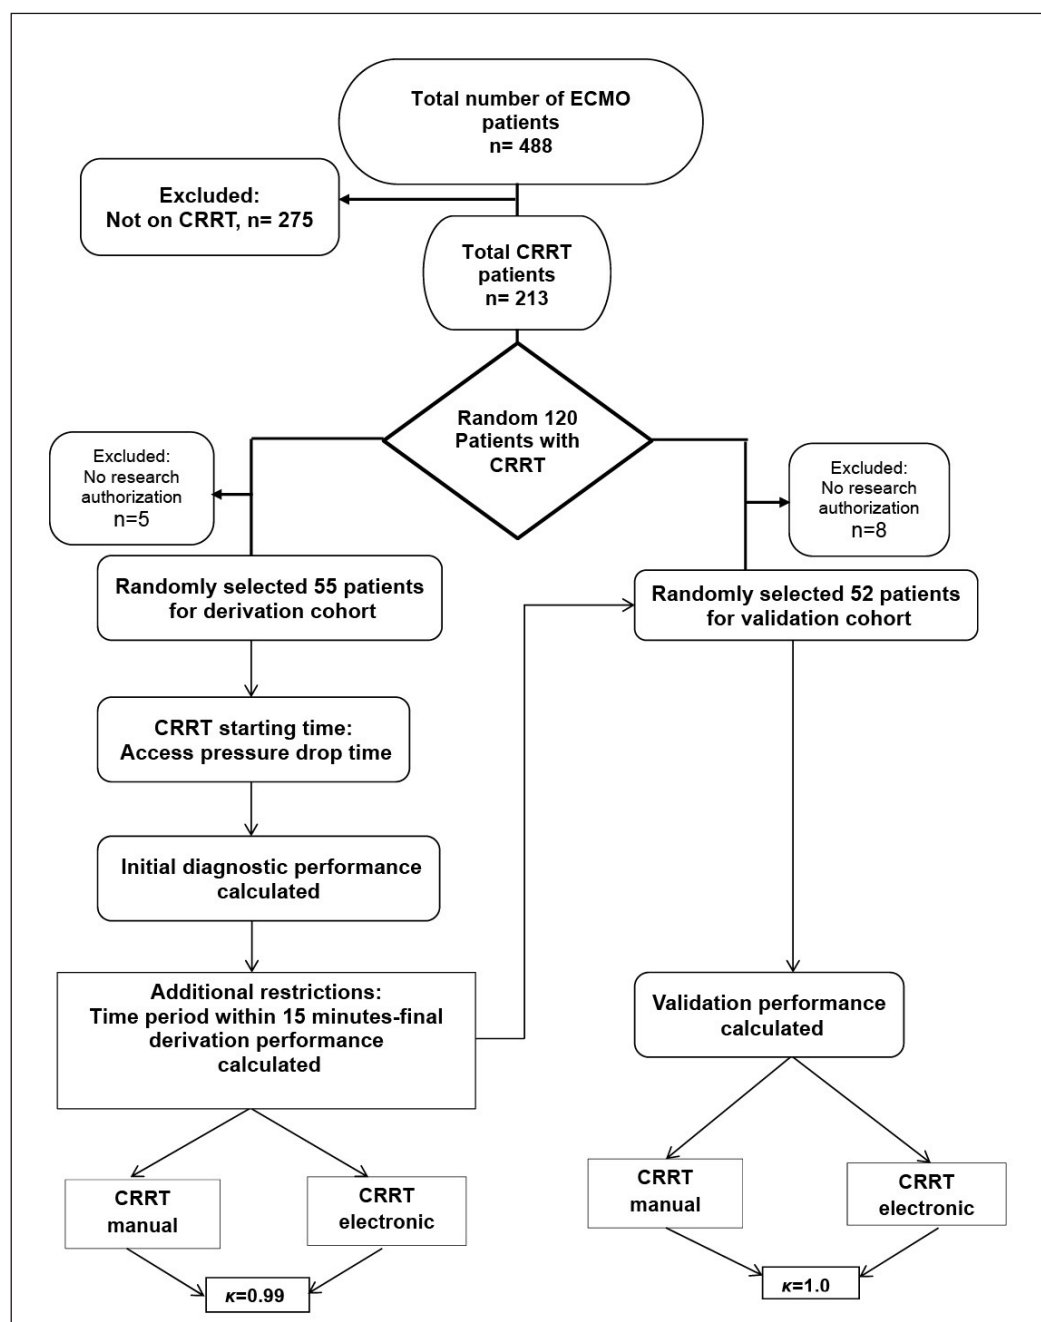 Total number of ECMO
patients
n= 488
Excluded:
Not on CRRT, n= 275
Total CRRT
patients
n= 213
Random 120
Patients with
CRRT
Excluded:
No research
authorization
n=5
Excluded:
No research
authorization
n=8
Randomly selected 55 patients
for derivation cohort
Randomly selected 52 patients
for validation cohort
CRRT starting time:
Access pressure drop time
Initial diagnostic performance
calculated
Additional restrictions:
Time period within 15 minutes-final
derivation performance
calculated
Validation performance
calculated
CRRT
manual
CRRT
electronic
CRRT
manual
CRRT
electronic
κ=0.99
κ=1.0